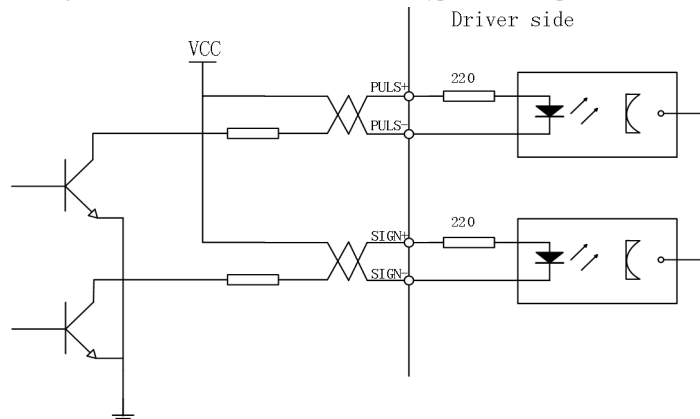 Driver side
VCC
PULS+
220
PULS-
SIGN+
220
SIGN-